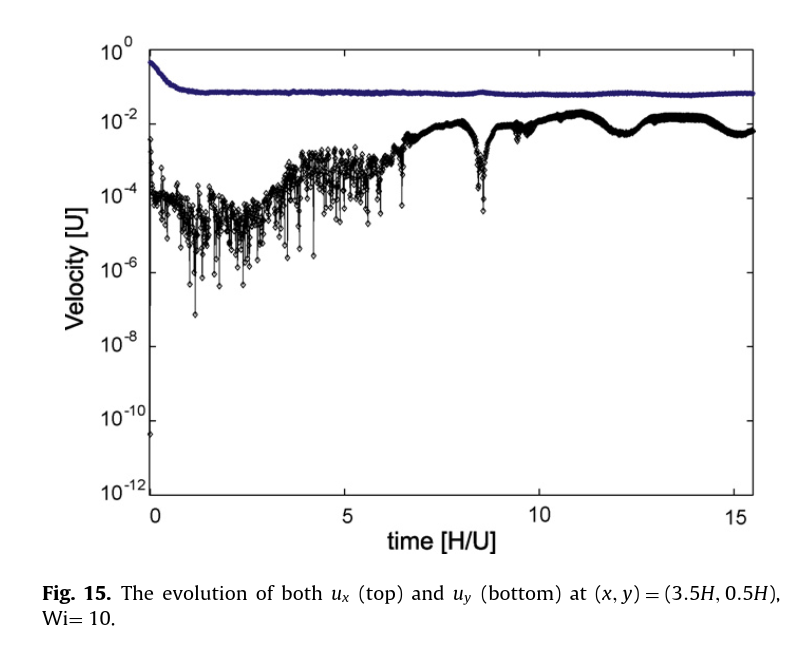 10^0
10^-2
10^-4
10^-6
10^-8
10^-10
10^-12
Velocity [U]
0 5 10 15
time [H/U]
Fig. 15. The evolution of both u_x (top) and u_y (bottom) at (x, y) = (3.5H, 0.5H),
Wi= 10.